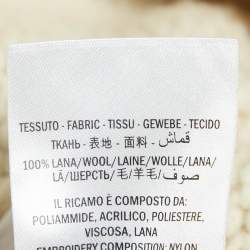 TESSUTO - FABRIC - TISSU - GEWEBE - TECIDO
ТКАНЬ - 表地 - 面料 - قماش
100% LANA/WOOL/LAINE/WOLLE/LANA/
LÃ/ШЕРСТЬ/毛/羊毛/صوف
IL RICAMO È COMPOSTO DA:
POLIAMMIDE, ACRILICO, POLIESTERE,
VISCOSA, LANA
EMBROIDERY COMPOSITION: NYLON,